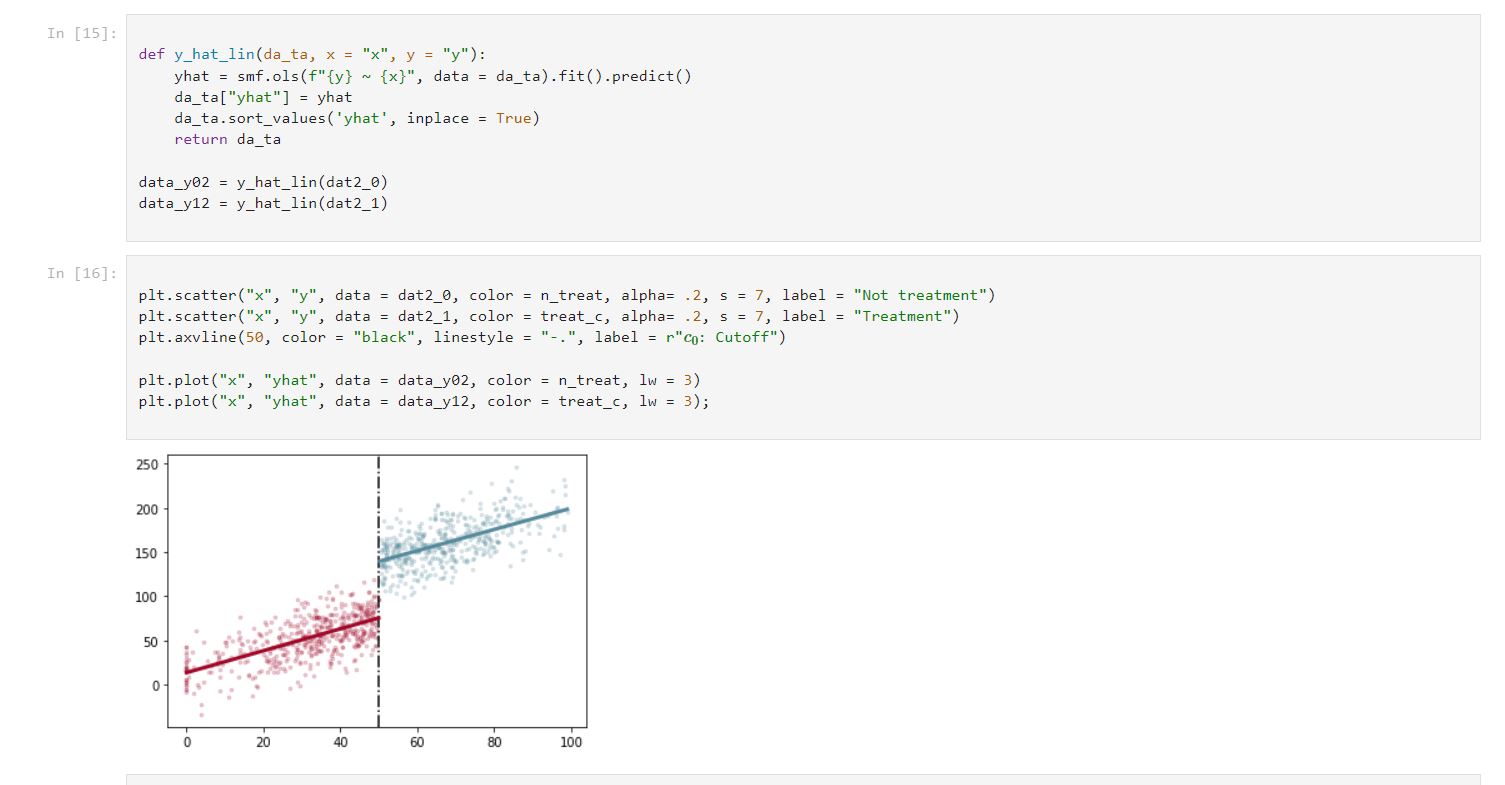 In [15]:
def y_hat_lin(da_ta, x = "x", y = "y"):
    yhat = smf.ols(f"{y} ~ {x}", data = da_ta).fit().predict()
    da_ta["yhat"] = yhat
    da_ta.sort_values('yhat', inplace = True)
    return da_ta
data_y02 = y_hat_lin(dat2_0)
data_y12 = y_hat_lin(dat2_1)
In [16]:
plt.scatter("x", "y", data = dat2_0, color = n_treat, alpha= .2, s = 7, label = "Not treatment")
plt.scatter("x", "y", data = dat2_1, color = treat_c, alpha= .2, s = 7, label = "Treatment")
plt.axvline(50, color = "black", linestyle = "-.", label = r"c₀: Cutoff")
plt.plot("x", "yhat", data = data_y02, color = n_treat, lw = 3)
plt.plot("x", "yhat", data = data_y12, color = treat_c, lw = 3);
250
200
150
100
50
0
0 20 40 60 80 100